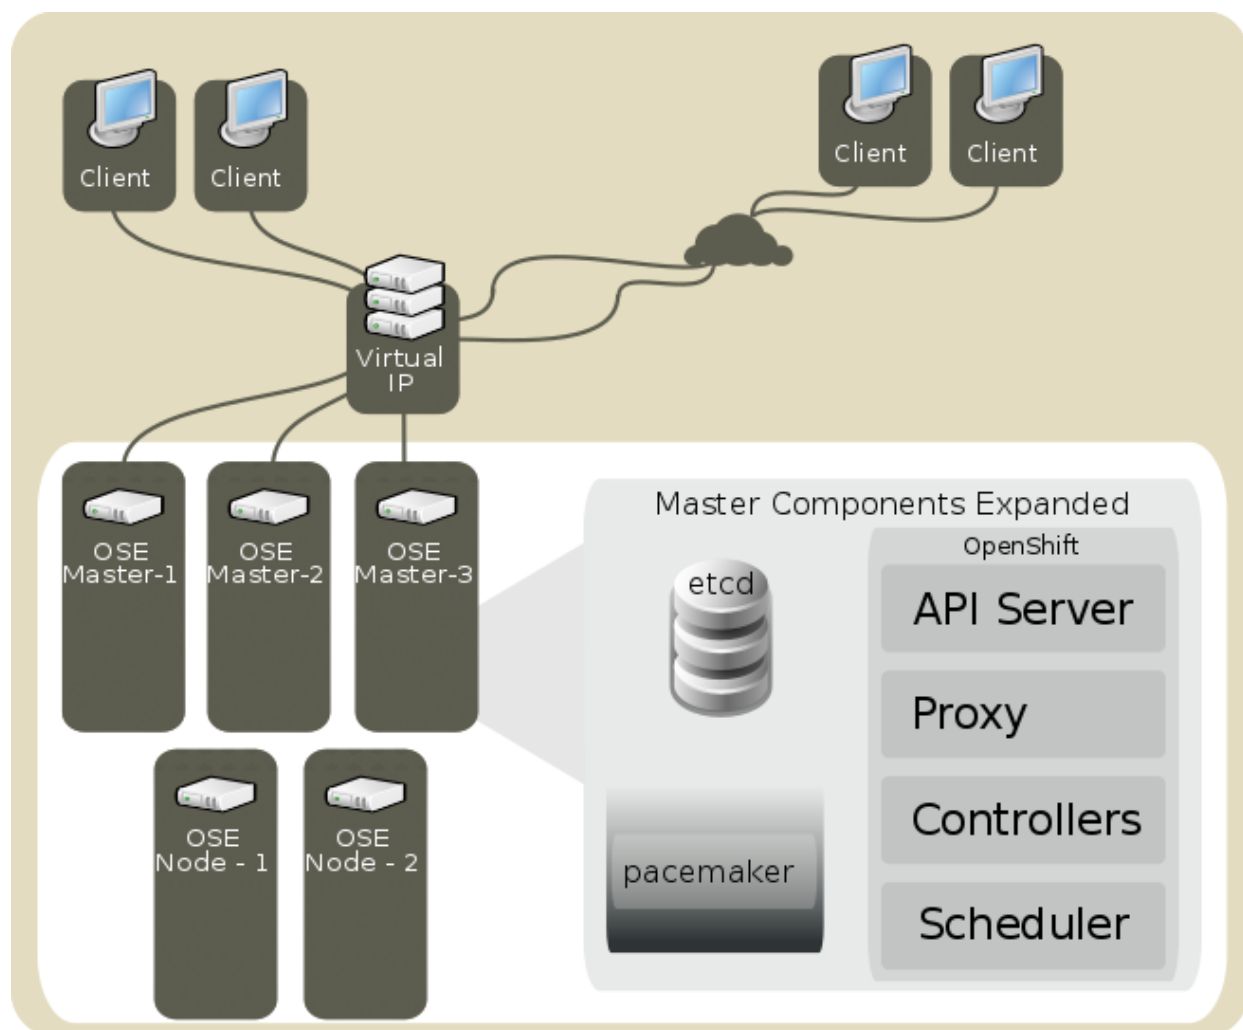 Client
Client
Client
Client
Virtual
IP
OSE
Master-1
OSE
Master-2
OSE
Master-3
Master Components Expanded
OpenShift
etcd
API Server
Proxy
pacemaker
Controllers
Scheduler
OSE
Node - 1
OSE
Node - 2